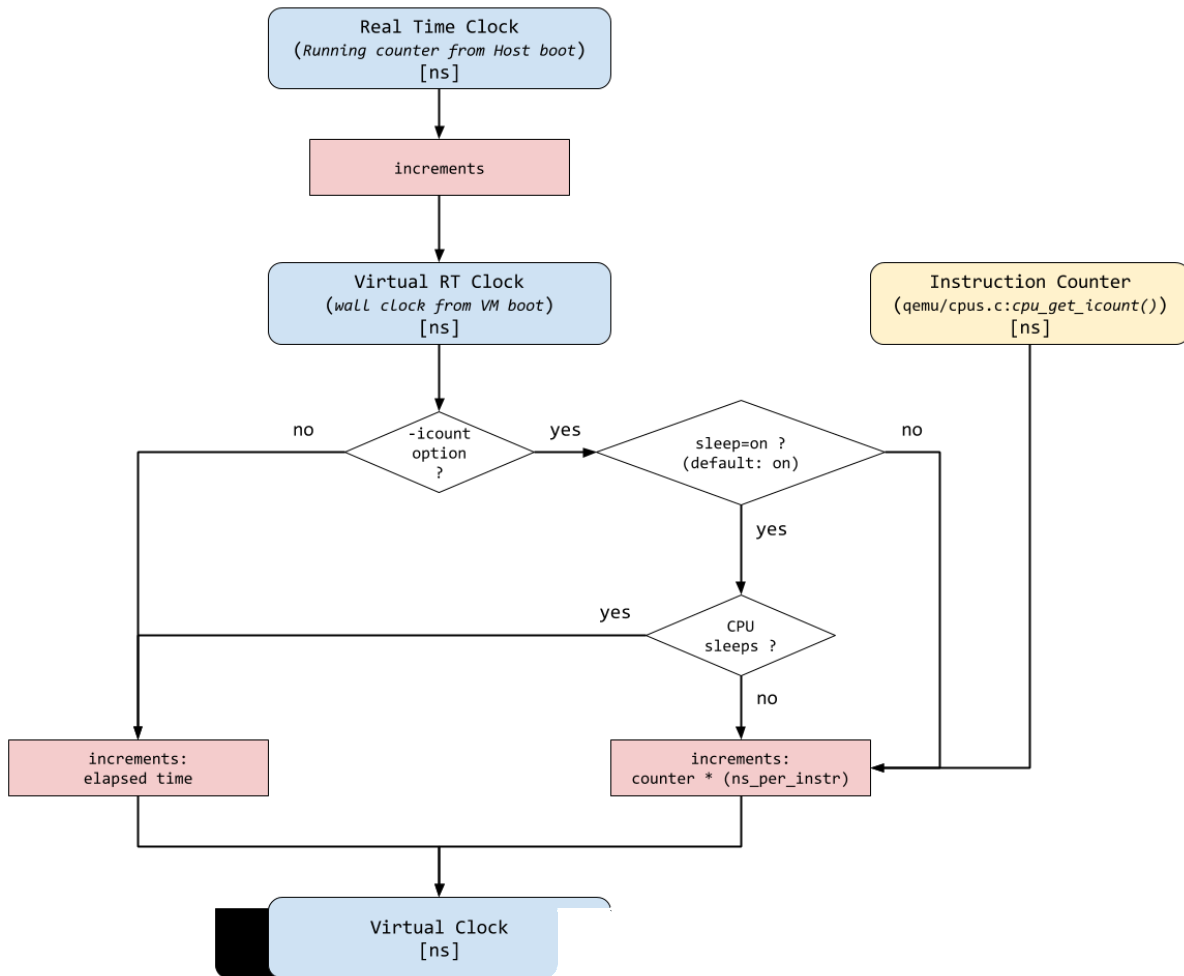 Real Time Clock
(Running counter from Host boot)
[ns]
increments
Virtual RT Clock
(wall clock from VM boot)
[ns]
Instruction Counter
(qemu/cpus.c:cpu_get_icount())
[ns]
no
-icount
option
?
yes
sleep=on ?
(default: on)
no
yes
yes
CPU
sleeps ?
no
increments:
elapsed time
increments:
counter * (ns_per_instr)
Virtual Clock
[ns]